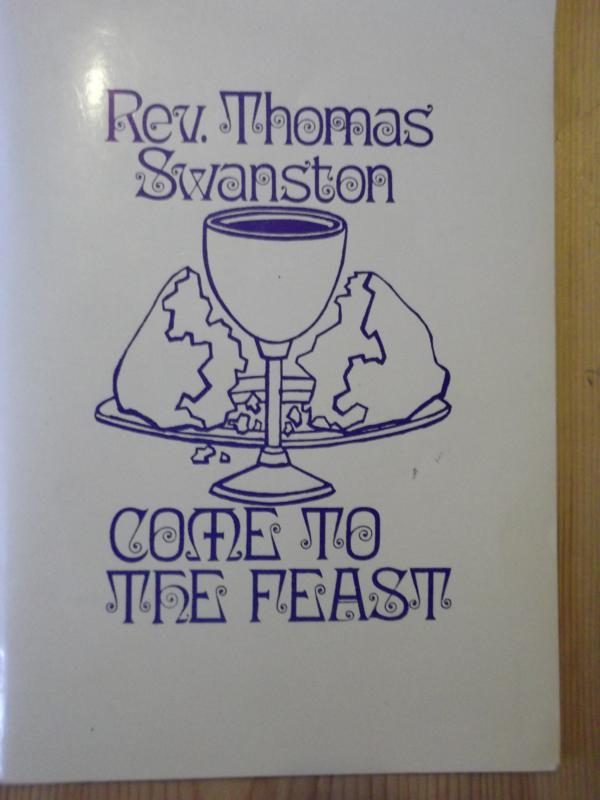 Rev. Thomas
Swanston
COME TO
THE FEAST